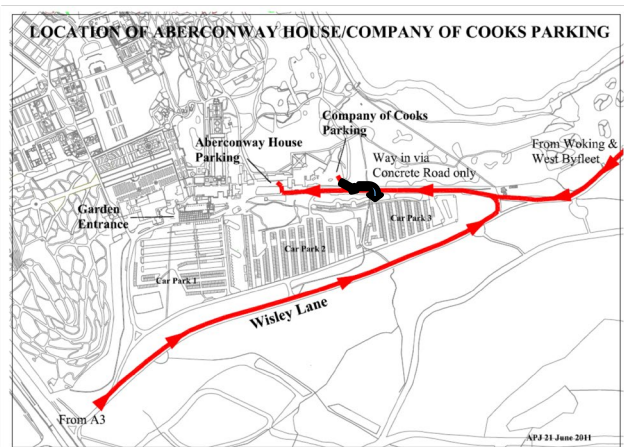 LOCATION OF ABERCONWAY HOUSE/COMPANY OF COOKS PARKING
Company of Cooks
Parking
Aberconway House
Parking
Way in via
Concrete Road only
From Woking &
West Byfleet
Garden
Entrance
Car Park 3
Car Park 2
Car Park 1
Wisley Lane
From A3
APJ 21 June 2011